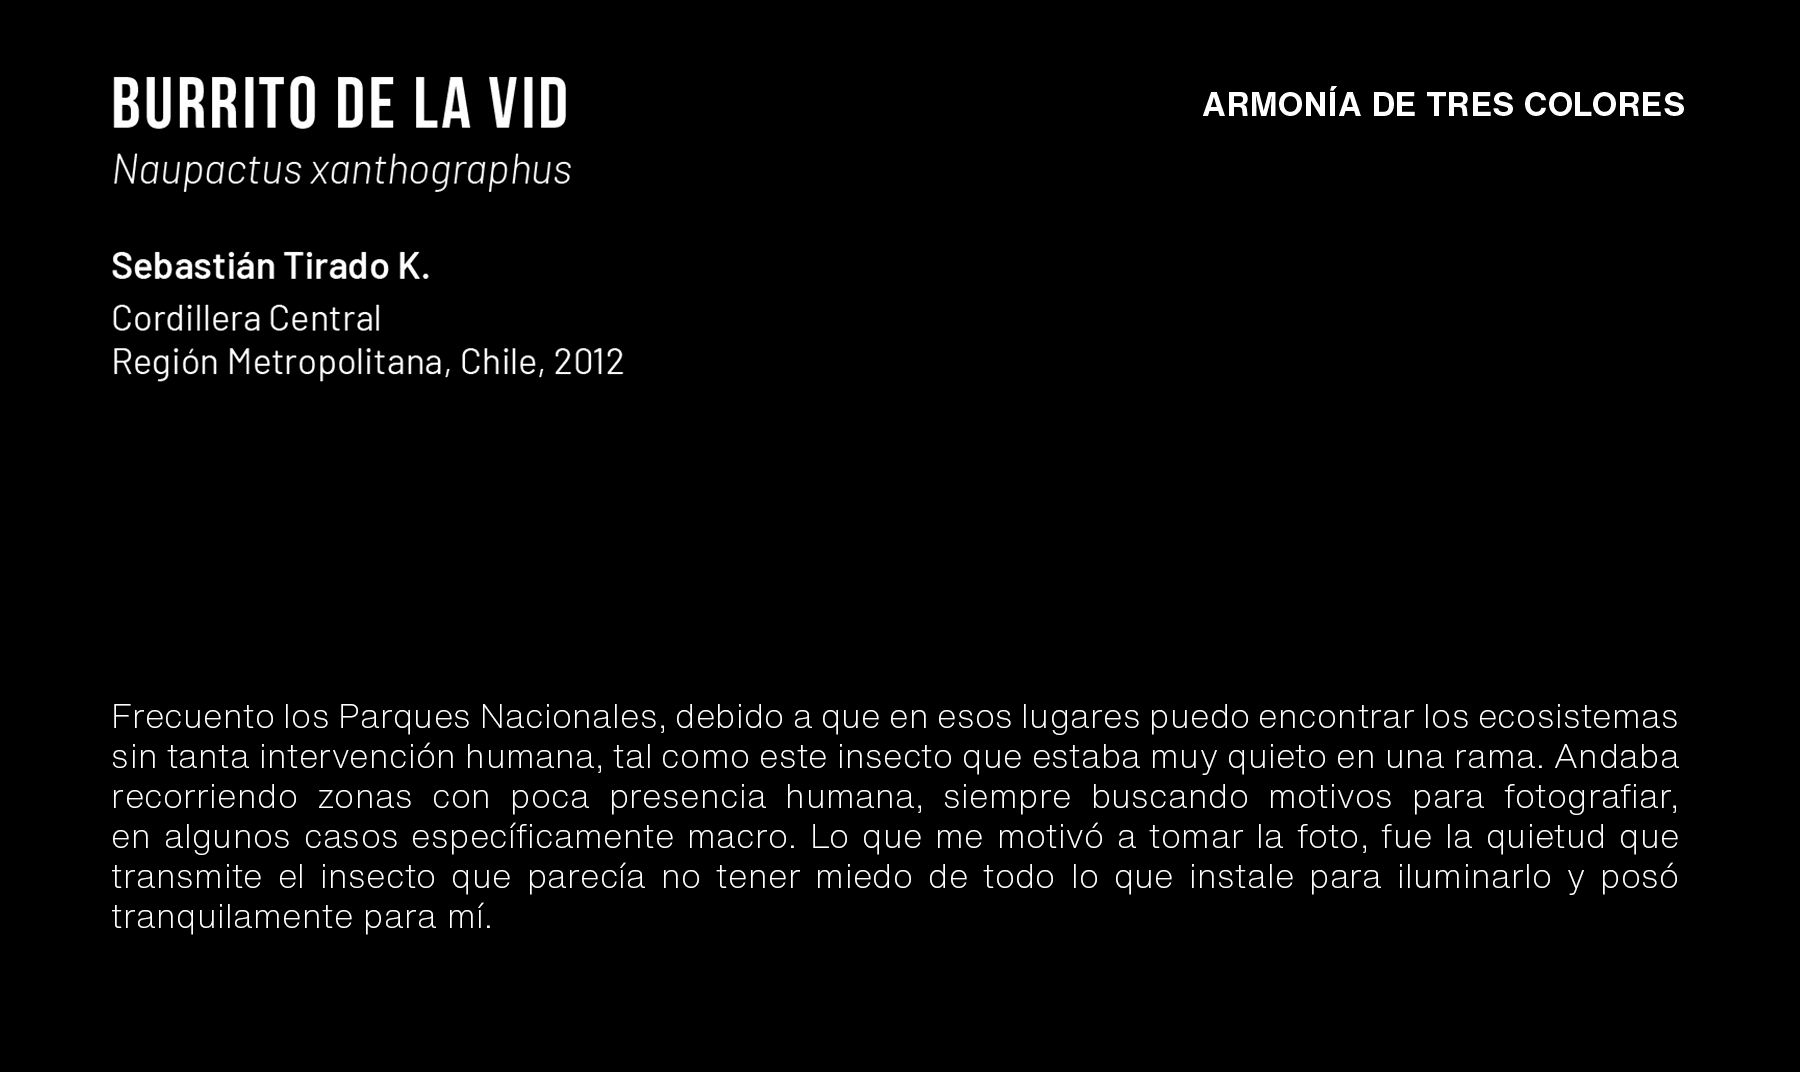 BURRITO DE LA VID
ARMONÍA DE TRES COLORES
Naupactus xanthographus
Sebastián Tirado K.
Cordillera Central
Región Metropolitana, Chile, 2012
Frecuento los Parques Nacionales, debido a que en esos lugares puedo encontrar los ecosistemas
sin tanta intervención humana, tal como este insecto que estaba muy quieto en una rama. Andaba
recorriendo zonas con poca presencia humana, siempre buscando motivos para fotografiar,
en algunos casos específicamente macro. Lo que me motivó a tomar la foto, fue la quietud que
transmite el insecto que parecía no tener miedo de todo lo que instale para iluminarlo y posó
tranquilamente para mí.